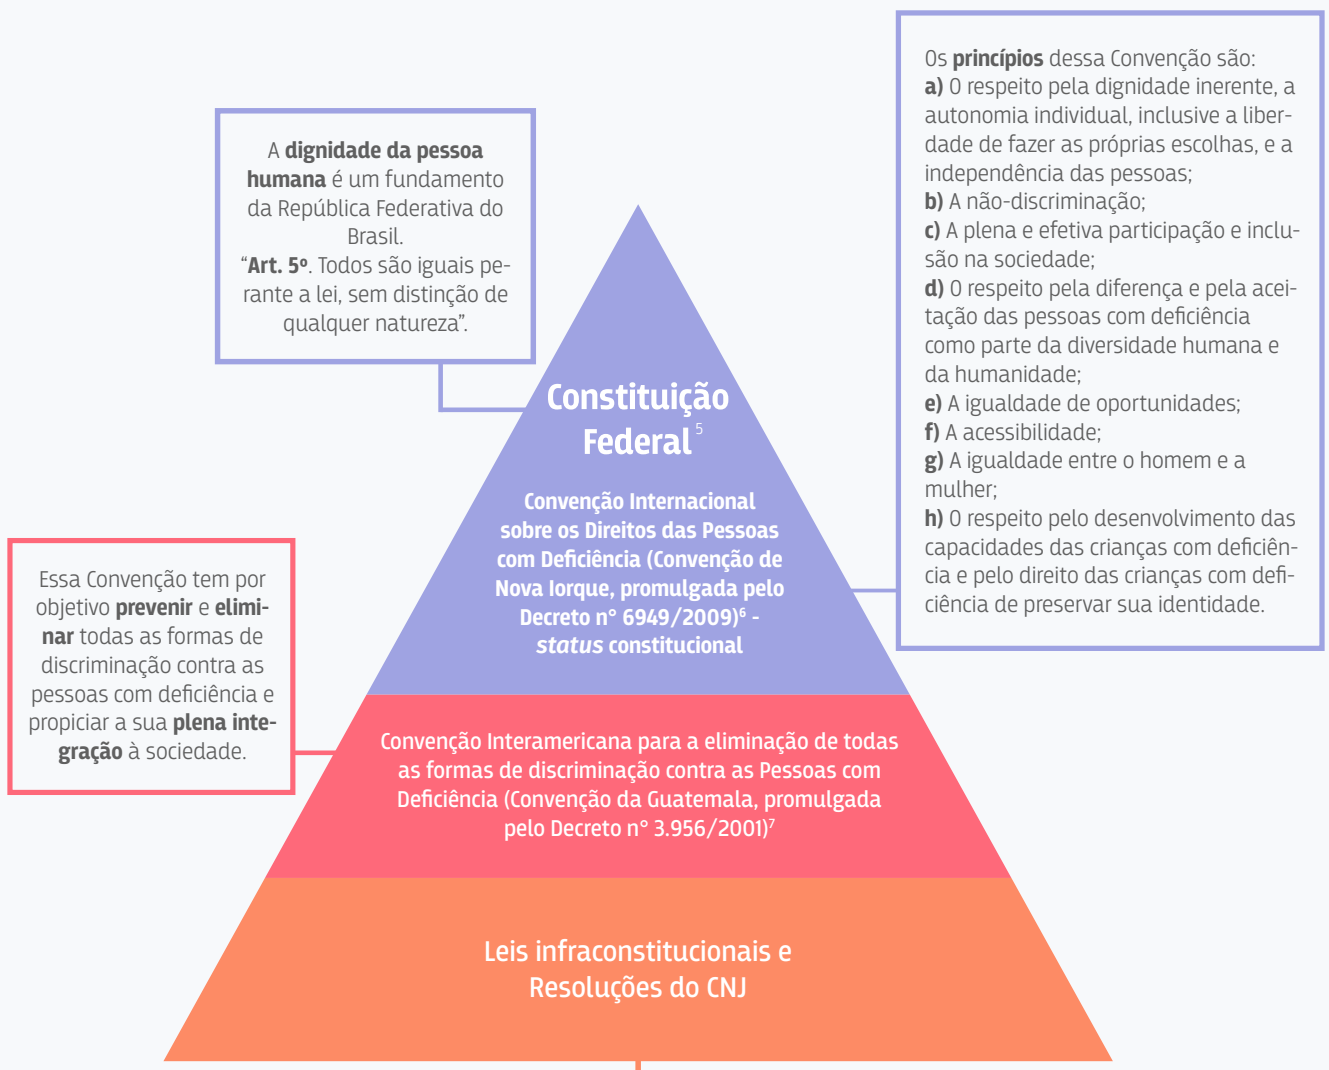 A dignidade da pessoa
humana é um fundamento
da República Federativa do
Brasil.
“Art. 5º. Todos são iguais pe-
rante a lei, sem distinção de
qualquer natureza”.
Os princípios dessa Convenção são:
a) O respeito pela dignidade inerente, a
autonomia individual, inclusive a liber-
dade de fazer as próprias escolhas, e a
independência das pessoas;
b) A não-discriminação;
c) A plena e efetiva participação e inclu-
são na sociedade;
d) O respeito pela diferença e pela acei-
tação das pessoas com deficiência
como parte da diversidade humana e
da humanidade;
e) A igualdade de oportunidades;
f) A acessibilidade;
g) A igualdade entre o homem e a
mulher;
h) O respeito pelo desenvolvimento das
capacidades das crianças com deficiên-
cia e pelo direito das crianças com defi-
ciência de preservar sua identidade.
Constituição
Federal 5
Convenção Internacional
sobre os Direitos das Pessoas
com Deficiência (Convenção de
Nova Iorque, promulgada pelo
Decreto n° 6949/2009)6 -
status constitucional
Essa Convenção tem por
objetivo prevenir e elimi-
nar todas as formas de
discriminação contra as
pessoas com deficiência e
propiciar a sua plena inte-
gração à sociedade.
Convenção Interamericana para a eliminação de todas
as formas de discriminação contra as Pessoas com
Deficiência (Convenção da Guatemala, promulgada
pelo Decreto n° 3.956/2001)7
Leis infraconstitucionais e
Resoluções do CNJ